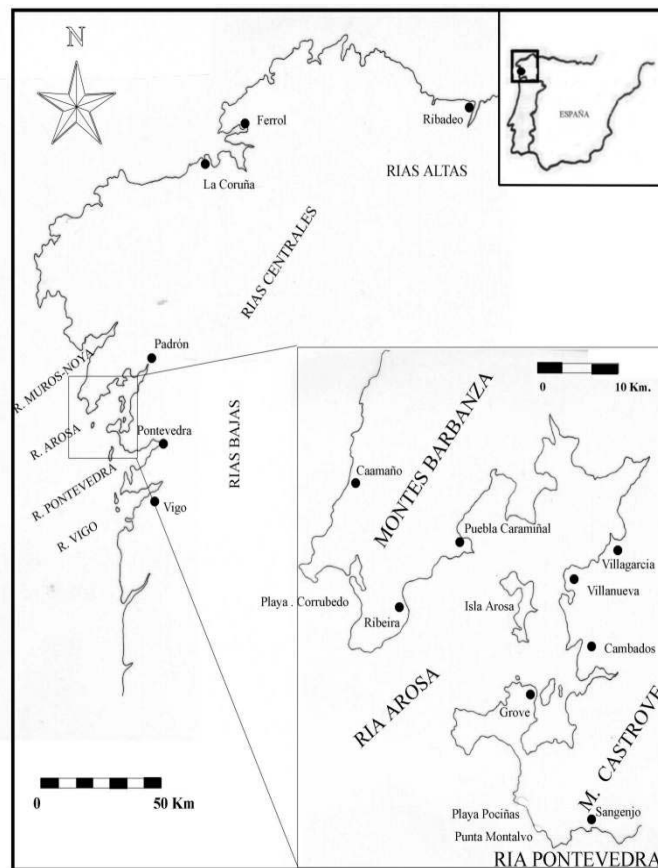 N
ESPAÑA
Ferrol
Ribadeo
La Coruña
RIAS ALTAS
RIAS CENTRALES
Padrón
R. MUROS-NOYA
R. AROSA
Pontevedra
RIAS BAJAS
R. PONTEVEDRA
Vigo
R. VIGO
0 50 Km
0 10 Km.
MONTES BARBANZA
Caamaño
Puebla Caramiñal
Villagarcia
Villanueva
Playa . Corrubedo
Ribeira
Isla Arosa
Cambados
RIA AROSA
Grove
M. CASTROVE
Playa Pociñas
Sangenjo
Punta Montalvo
RIA PONTEVEDRA